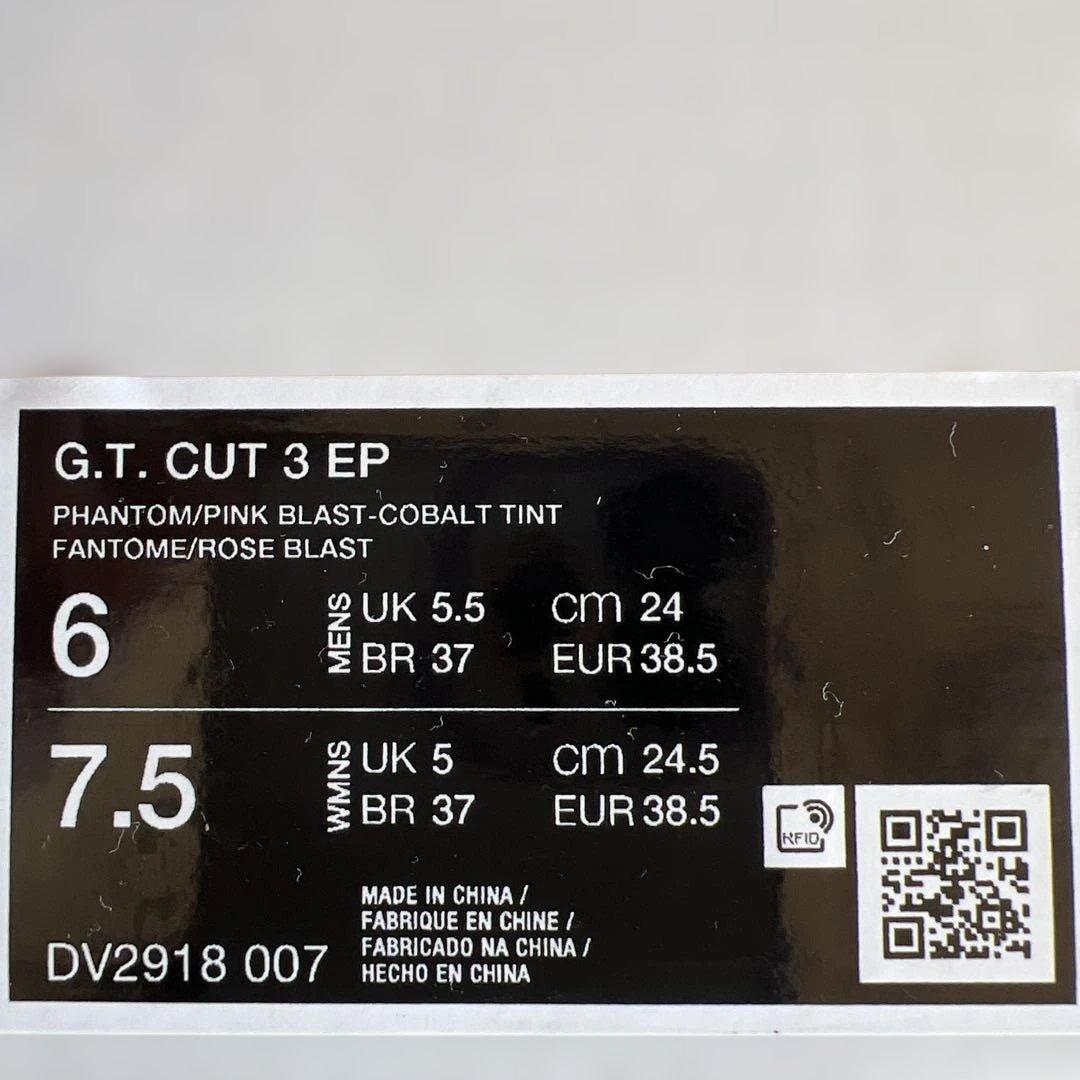 G.T. CUT 3 EP
PHANTOM/PINK BLAST-COBALT TINT
FANTOME/ROSE BLAST
6 MENS UK 5.5 cm 24
BR 37 EUR 38.5
7.5 WMNS UK 5 cm 24.5
BR 37 EUR 38.5
RFID
MADE IN CHINA /
FABRIQUE EN CHINE /
FABRICADO NA CHINA /
HECHO EN CHINA
DV2918 007